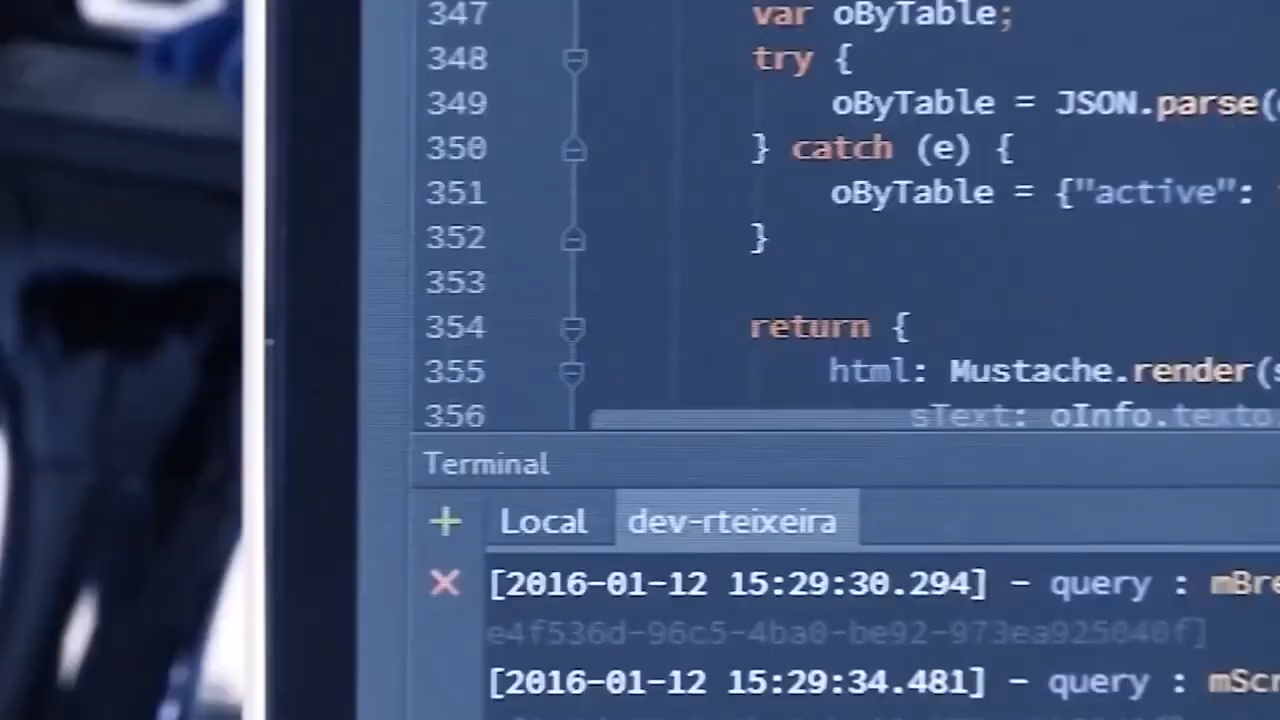 347 var oByTable;
348 try {
349 oByTable = JSON.parse(
350 } catch (e) {
351 oByTable = {"active":
352 }
353
354 return {
355 html: Mustache.render(s
356 sText: oInfo.texto
Terminal
+ Local dev-rteixeira
× [2016-01-12 15:29:30.294] - query : mBre
e4f536d-96c5-4ba0-be92-973ea925040f]
[2016-01-12 15:29:34.481] - query : mScr